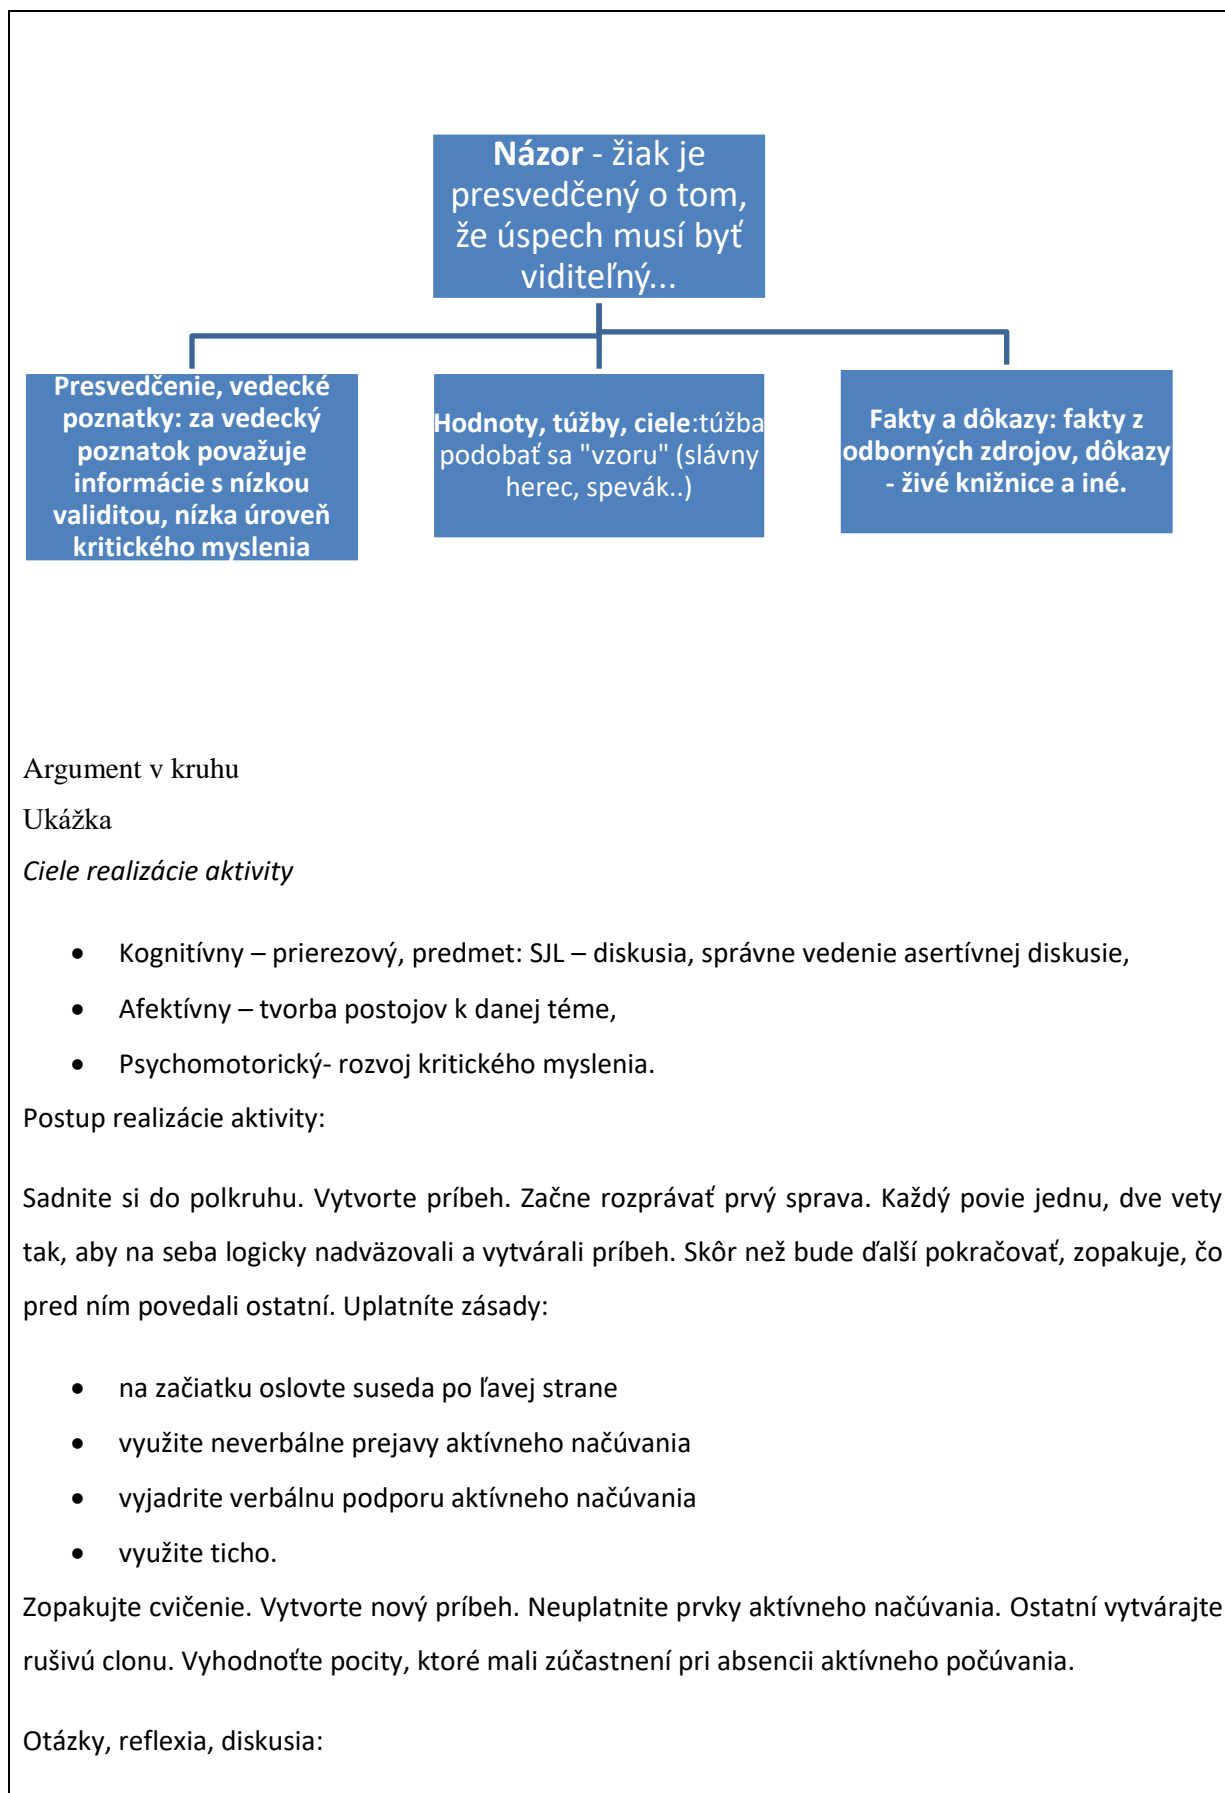 Názor - žiak je
presvedčený o tom,
že úspech musí byť
viditeľný...
Presvedčenie, vedecké
poznatky: za vedecký
poznatok považuje
informácie s nízkou
validitou, nízka úroveň
kritického myslenia
Hodnoty, túžby, ciele:túžba
podobať sa "vzoru" (slávny
herec, spevák..)
Fakty a dôkazy: fakty z
odborných zdrojov, dôkazy
- živé knižnice a iné.
Argument v kruhu
Ukážka
Ciele realizácie aktivity
• Kognitívny – prierezový, predmet: SJL – diskusia, správne vedenie asertívnej diskusie,
• Afektívny – tvorba postojov k danej téme,
• Psychomotorický- rozvoj kritického myslenia.
Postup realizácie aktivity:
Sadnite si do polkruhu. Vytvorte príbeh. Začne rozprávať prvý sprava. Každý povie jednu, dve vety
tak, aby na seba logicky nadväzovali a vytvárali príbeh. Skôr než bude ďalší pokračovať, zopakuje, čo
pred ním povedali ostatní. Uplatníte zásady:
• na začiatku oslovte suseda po ľavej strane
• využite neverbálne prejavy aktívneho načúvania
• vyjadrite verbálnu podporu aktívneho načúvania
• využite ticho.
Zopakujte cvičenie. Vytvorte nový príbeh. Neuplatnite prvky aktívneho načúvania. Ostatní vytvárajte
rušivú clonu. Vyhodnoťte pocity, ktoré mali zúčastnení pri absencii aktívneho počúvania.
Otázky, reflexia, diskusia: